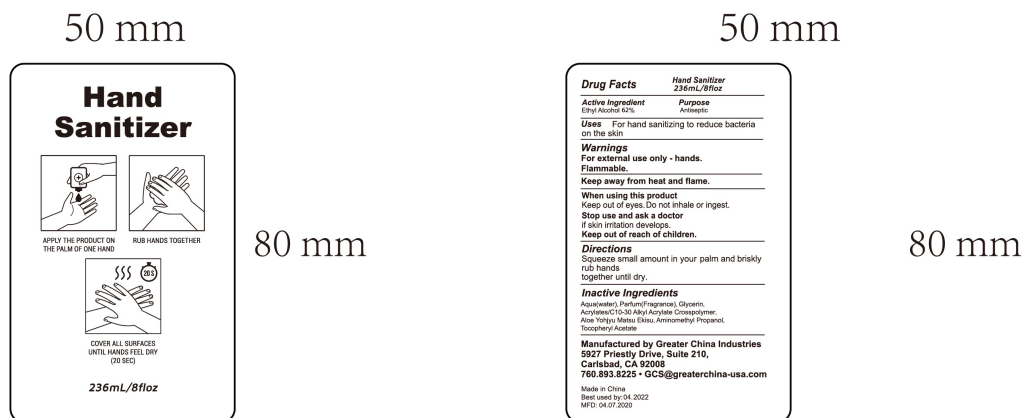 50 mm
Hand
Sanitizer
20 S
APPLY THE PRODUCT ON
THE PALM OF ONE HAND
RUB HANDS TOGETHER
COVER ALL SURFACES
UNTIL HANDS FEEL DRY
(20 SEC)
236mL/8floz
80 mm
50 mm
Drug Facts
Hand Sanitizer
236mL/8floz
Active Ingredient Purpose
Ethyl Alcohol 62% Antiseptic
Uses For hand sanitizing to reduce bacteria
on the skin
Warnings
For external use only - hands.
Flammable.
Keep away from heat and flame.
When using this product
Keep out of eyes. Do not inhale or ingest.
Stop use and ask a doctor
if skin irritation develops.
Keep out of reach of children.
Directions
Squeeze small amount in your palm and briskly
rub hands
together until dry.
Inactive Ingredients
Aqua(water), Parfum(Fragrance), Glycerin,
Acrylates/C10-30 Alkyl Acrylate Crosspolymer,
Aloe Yohjyu Matsu Ekisu, Aminomethyl Propanol,
Tocopheryl Acetate
Manufactured by Greater China Industries
5927 Priestly Drive, Suite 210,
Carlsbad, CA 92008
760.893.8225 • GCS@greaterchina-usa.com
Made in China
Best used by: 04.2022
MFD: 04.07.2020
80 mm